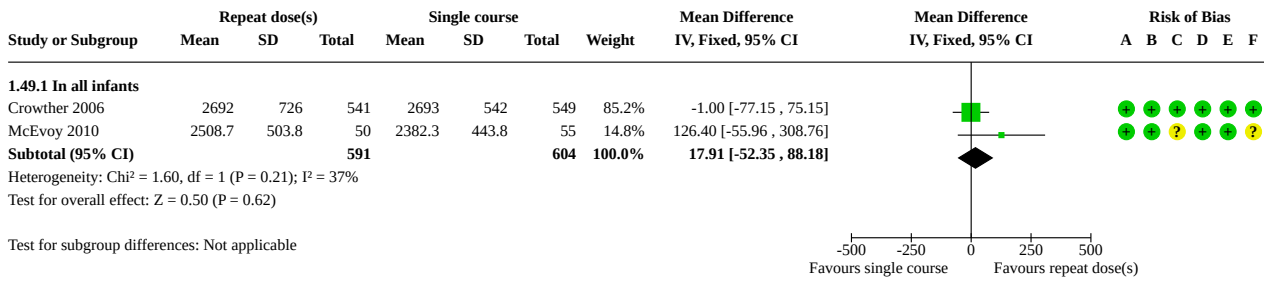 Repeat dose(s) Single course Mean Difference Mean Difference Risk of Bias
Study or Subgroup Mean SD Total Mean SD Total Weight IV, Fixed, 95% CI IV, Fixed, 95% CI A B C D E F
1.49.1 In all infants
Crowther 2006 2692 726 541 2693 542 549 85.2% -1.00 [-77.15 , 75.15] + + + + + +
McEvoy 2010 2508.7 503.8 50 2382.3 443.8 55 14.8% 126.40 [-55.96 , 308.76] + + ? + + ?
Subtotal (95% CI) 591 604 100.0% 17.91 [-52.35 , 88.18]
Heterogeneity: Chi² = 1.60, df = 1 (P = 0.21); I² = 37%
Test for overall effect: Z = 0.50 (P = 0.62)
Test for subgroup differences: Not applicable
-500 -250 0 250 500
Favours single course Favours repeat dose(s)